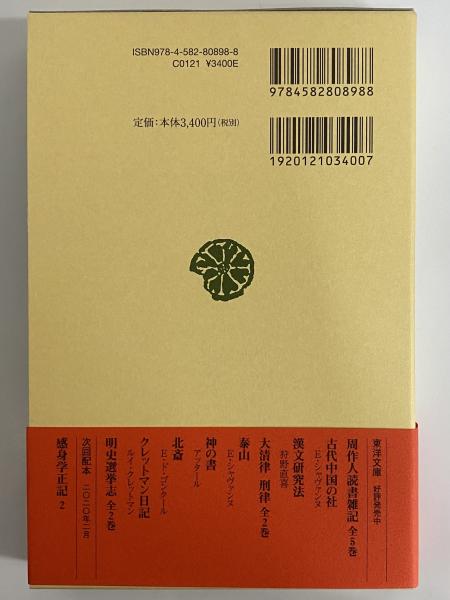 ISBN978-4-582-80898-8
C0121 ¥3400E
定価：本体3,400円（税別）
9784582808988
1920121034007
東洋文庫 好評発売中
周作人読書雑記 全5巻
古代中国の社
E・シャヴァンヌ
漢文研究法
狩野直喜
大清律 刑律 全2巻
泰山
E・シャヴァンヌ
神の書
アッタール
北斎
E・ド・ゴンクール
クレットマン日記
ルイ・クレットマン
明史選挙志 全2巻
次回配本 二〇二〇年二月
感身学正記 2